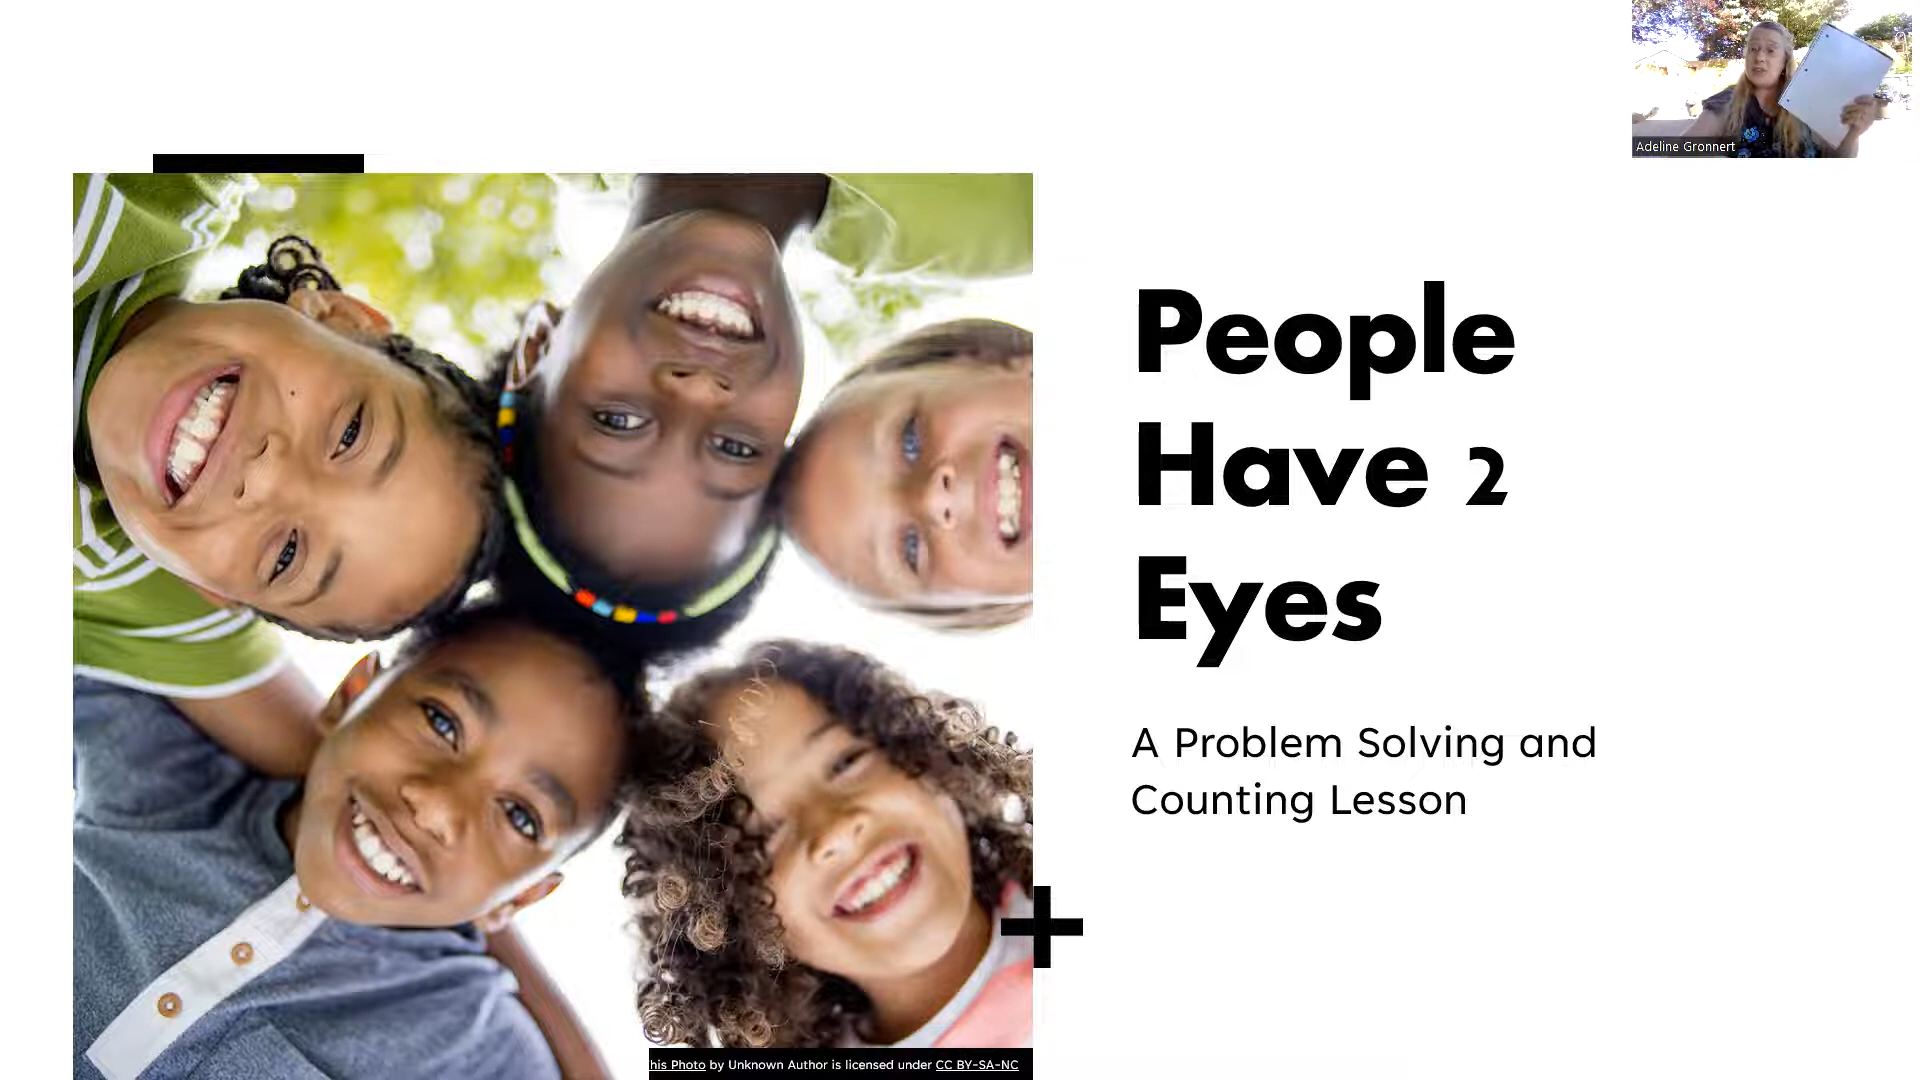 Adeline Gronnert
People
Have 2
Eyes
A Problem Solving and
Counting Lesson
his Photo by Unknown Author is licensed under CC BY-SA-NC